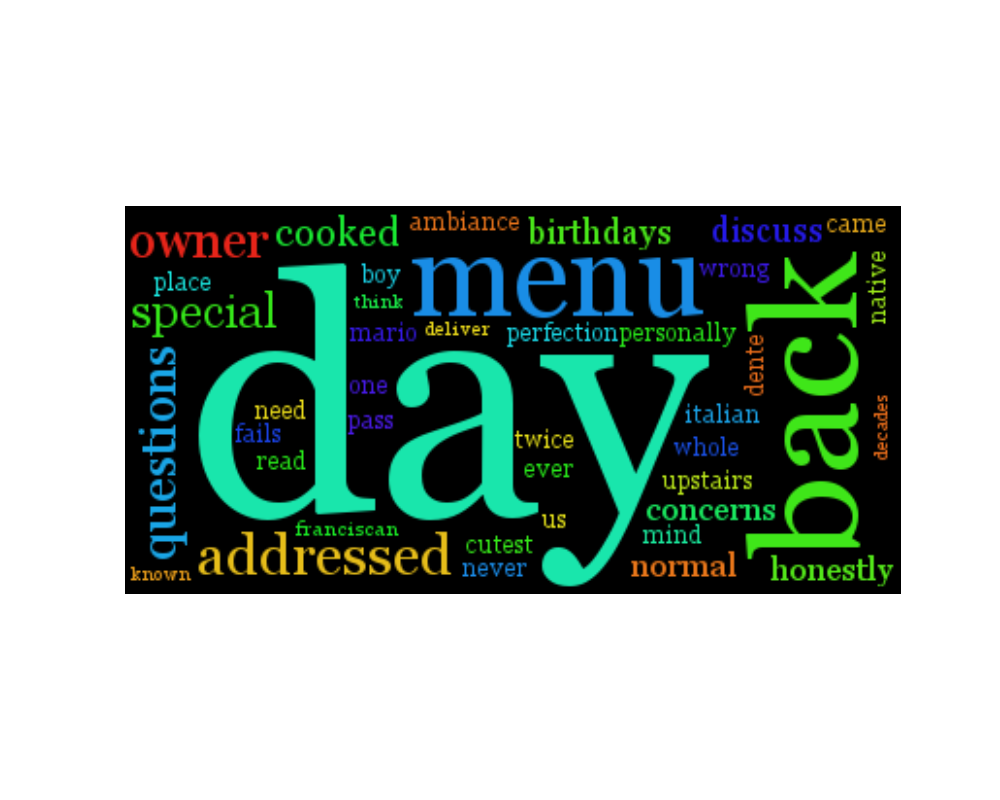 owner
cooked
ambiance
birthdays
discuss
came
place
boy
menu
wrong
native
special
think
mario
deliver
perfection
personally
back
day
questions
one
dente
need
pass
italian
decades
fails
twice
whole
read
ever
upstairs
us
concerns
franciscan
mind
addressed
cutest
known
never
normal
honestly